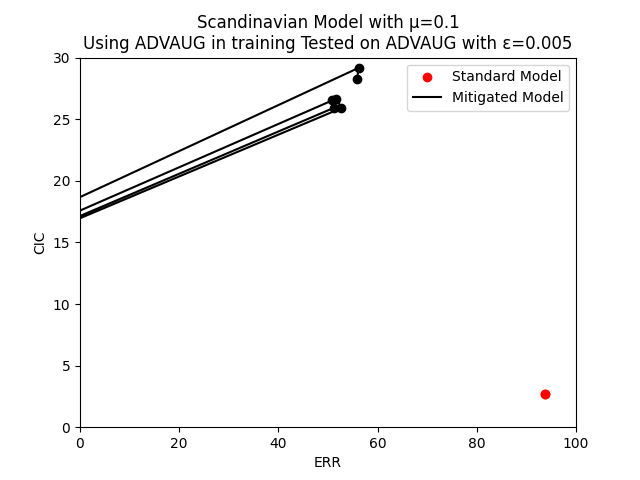 Scandinavian Model with μ=0.1
Using ADVAUG in training Tested on ADVAUG with ε=0.005
30
25
20
15
10
5
0
CIC
Standard Model
Mitigated Model
0 20 40 60 80 100
ERR